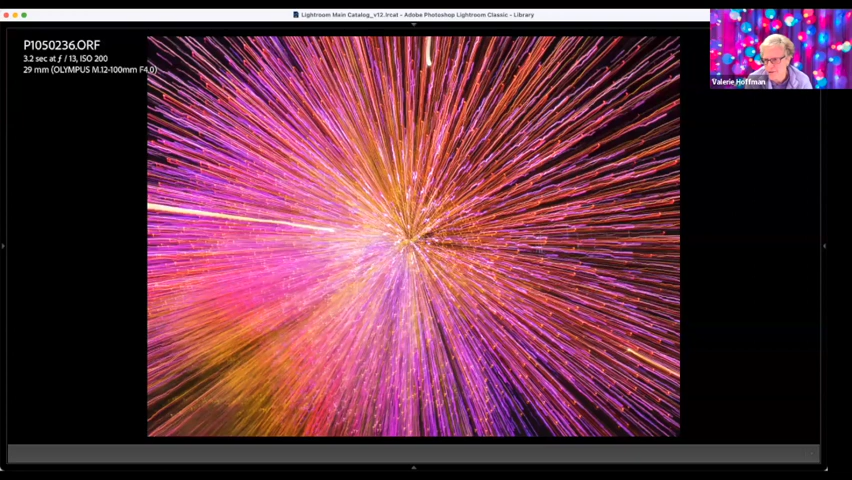 Lightroom Main Catalog_v12.lrcat - Adobe Photoshop Lightroom Classic - Library
P1050236.ORF
3.2 sec at ƒ / 13, ISO 200
29 mm (OLYMPUS M.12-100mm F4.0)
Valerie Hoffman